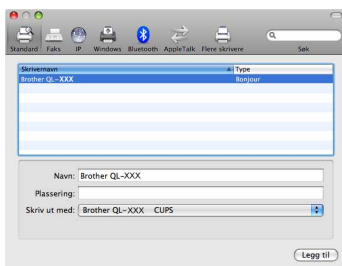 Standard Faks IP Windows Bluetooth AppleTalk Flere skrivere Søk
Skrivernavn Type
Brother QL-XXX Bonjour
Navn: Brother QL-XXX
Plassering:
Skriv ut med: Brother QL-XXX CUPS
Legg til